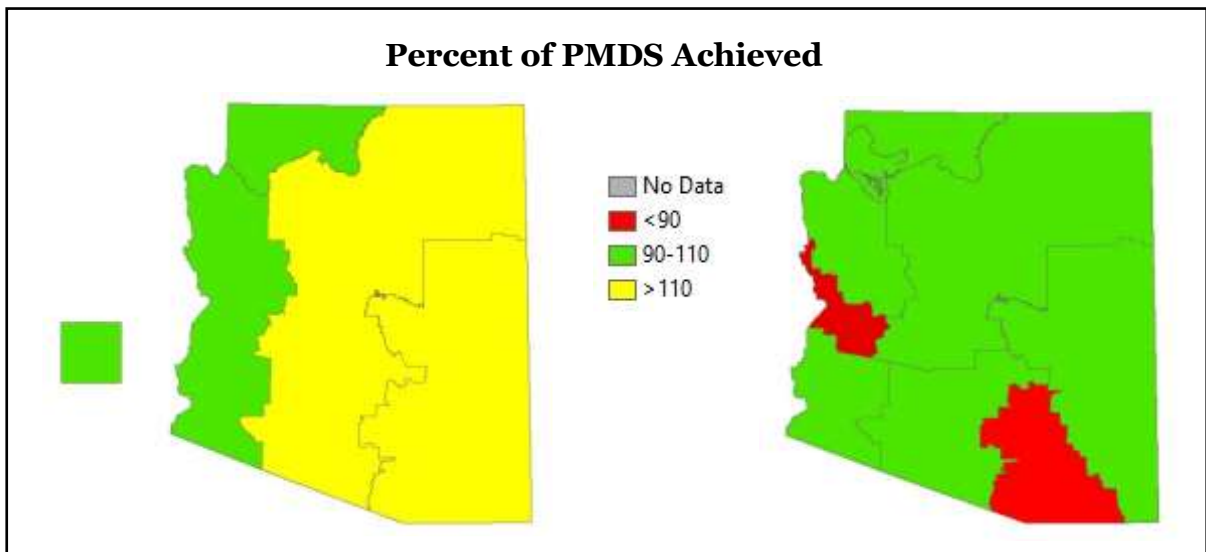 Percent of PMDS Achieved
No Data
<90
90-110
>110